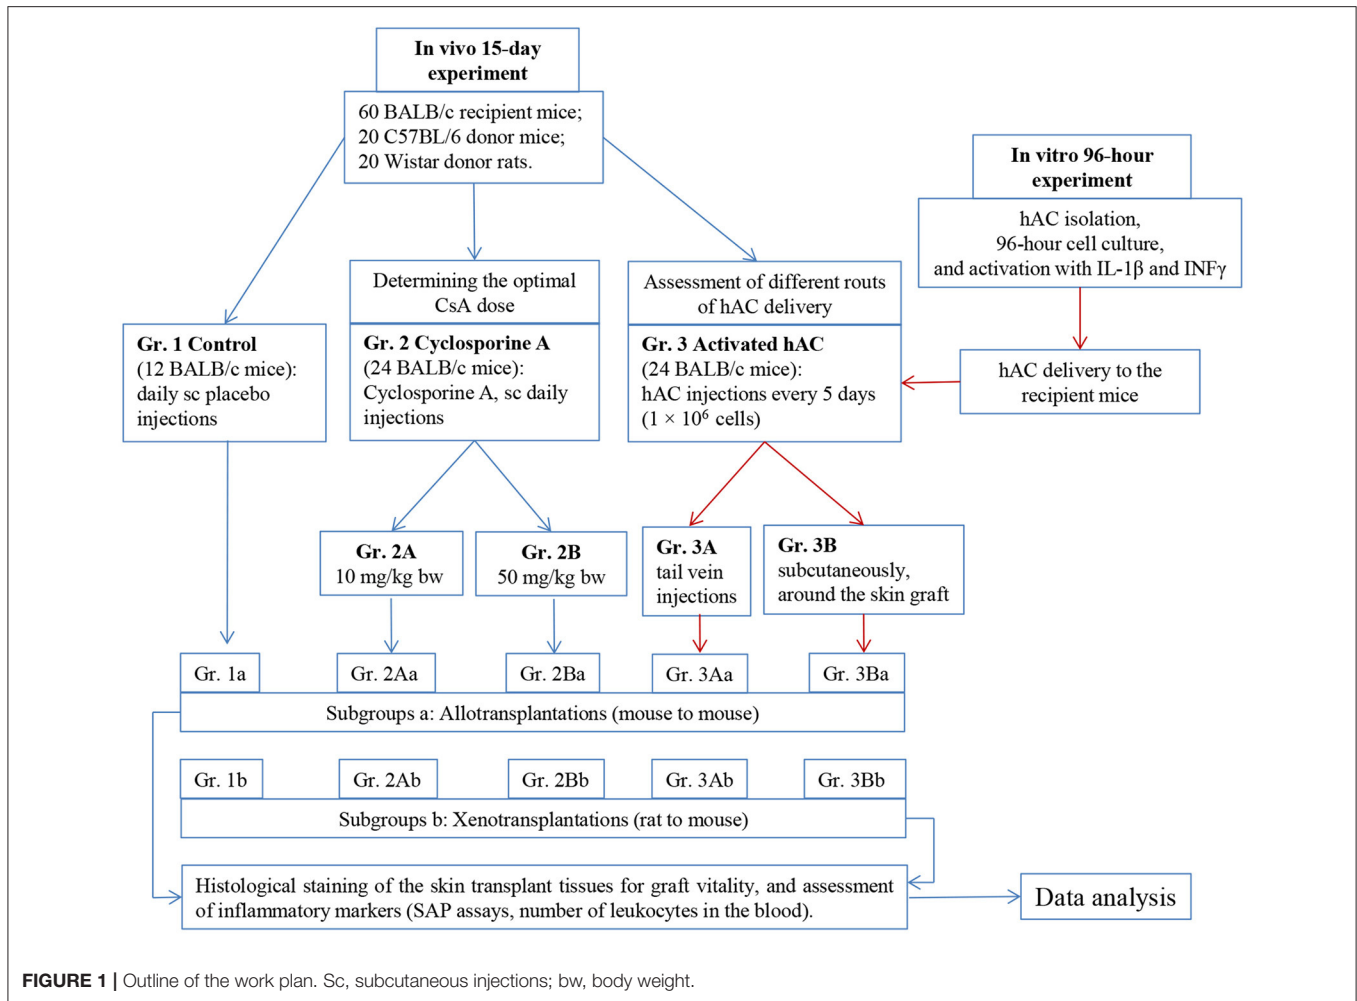 In vivo 15-day
experiment
60 BALB/c recipient mice;
20 C57BL/6 donor mice;
20 Wistar donor rats.
In vitro 96-hour
experiment
hAC isolation,
96-hour cell culture,
and activation with IL-1β and INFγ
Determining the optimal
CsA dose
Assessment of different routs
of hAC delivery
Gr. 1 Control
(12 BALB/c mice):
daily sc placebo
injections
Gr. 2 Cyclosporine A
(24 BALB/c mice):
Cyclosporine A, sc daily
injections
Gr. 3 Activated hAC
(24 BALB/c mice):
hAC injections every 5 days
(1 × 10⁶ cells)
hAC delivery to the
recipient mice
Gr. 2A
10 mg/kg bw
Gr. 2B
50 mg/kg bw
Gr. 3A
tail vein
injections
Gr. 3B
subcutaneously,
around the skin graft
Gr. 1a
Gr. 2Aa
Gr. 2Ba
Gr. 3Aa
Gr. 3Ba
Subgroups a: Allotransplantations (mouse to mouse)
Gr. 1b
Gr. 2Ab
Gr. 2Bb
Gr. 3Ab
Gr. 3Bb
Subgroups b: Xenotransplantations (rat to mouse)
Histological staining of the skin transplant tissues for graft vitality, and assessment
of inflammatory markers (SAP assays, number of leukocytes in the blood).
Data analysis
FIGURE 1 | Outline of the work plan. Sc, subcutaneous injections; bw, body weight.